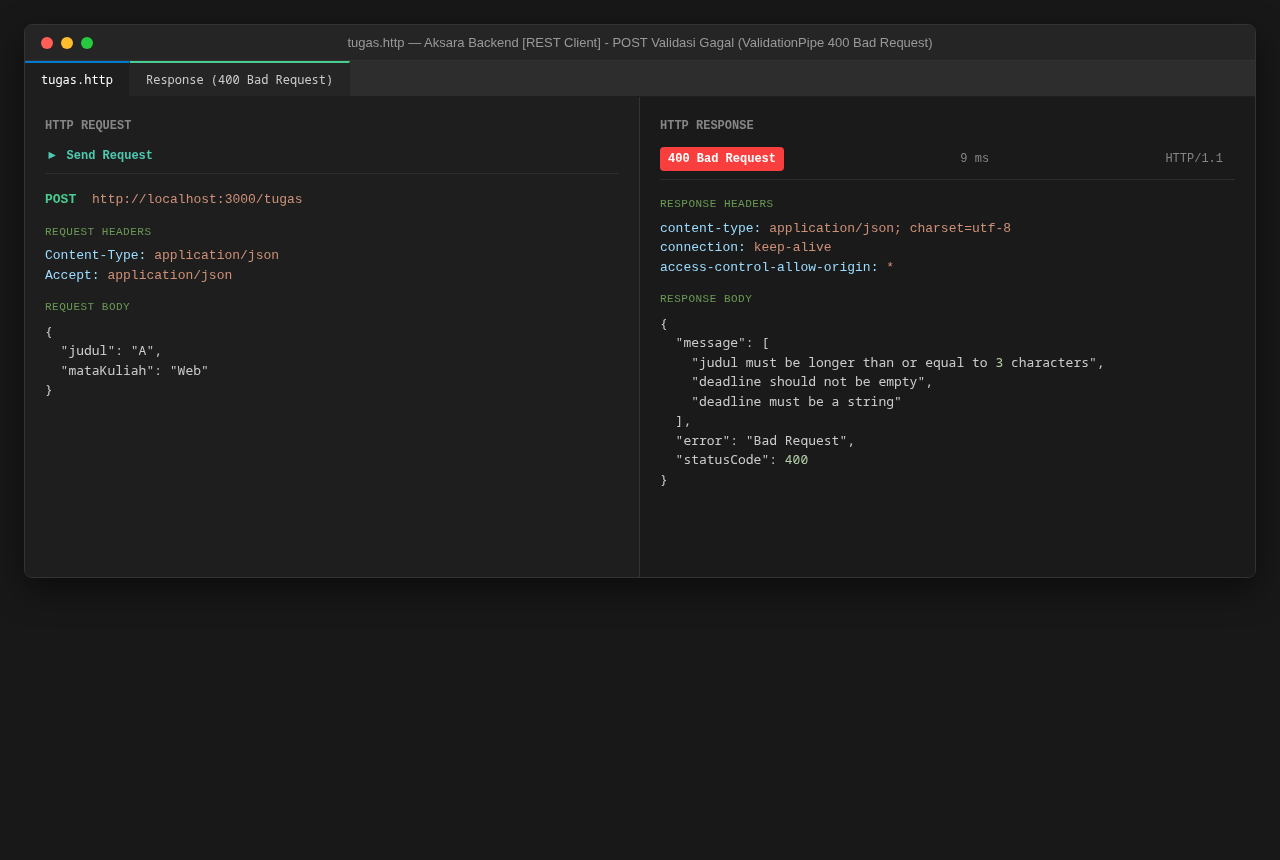 tugas.http — Aksara Backend [REST Client] - POST Validasi Gagal (ValidationPipe 400 Bad Request)
tugas.http
Response (400 Bad Request)
HTTP REQUEST
► Send Request
POST http://localhost:3000/tugas
REQUEST HEADERS
Content-Type: application/json
Accept: application/json
REQUEST BODY
{
  "judul": "A",
  "mataKuliah": "Web"
}
HTTP RESPONSE
400 Bad Request
9 ms
HTTP/1.1
RESPONSE HEADERS
content-type: application/json; charset=utf-8
connection: keep-alive
access-control-allow-origin: *
RESPONSE BODY
{
  "message": [
    "judul must be longer than or equal to 3 characters",
    "deadline should not be empty",
    "deadline must be a string"
  ],
  "error": "Bad Request",
  "statusCode": 400
}